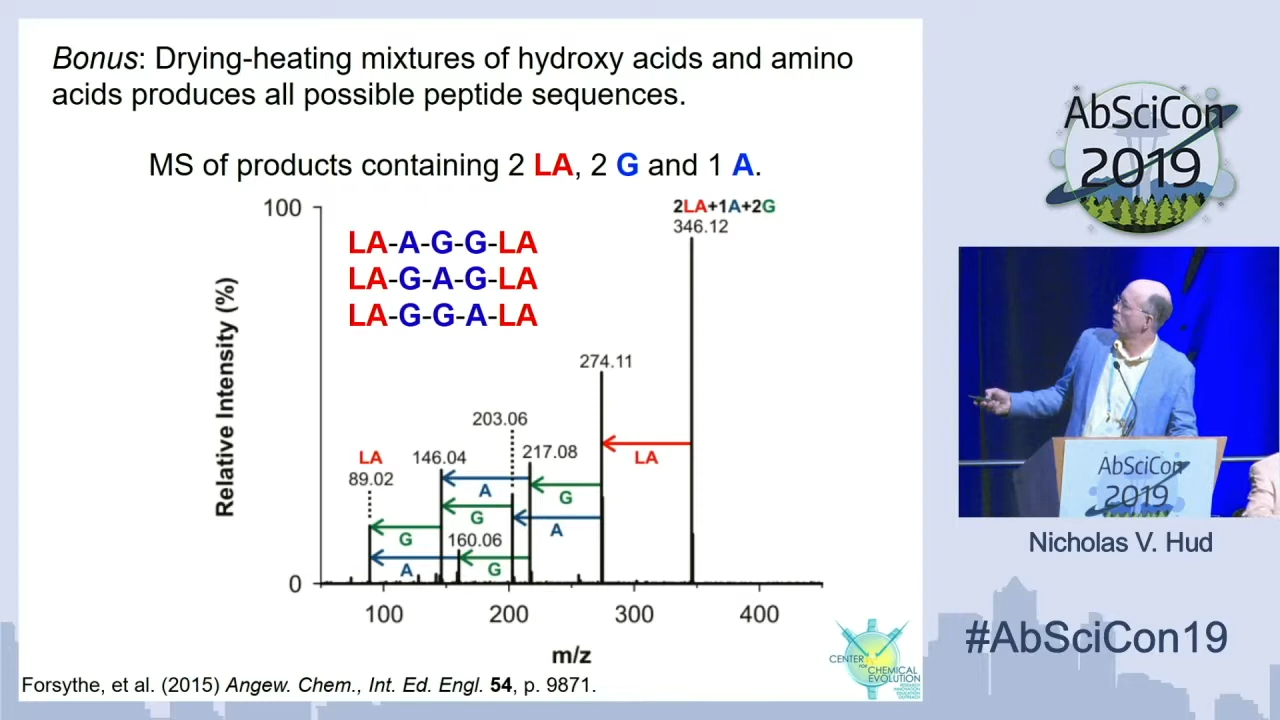 Bonus: Drying-heating mixtures of hydroxy acids and amino
acids produces all possible peptide sequences.
MS of products containing 2 LA, 2 G and 1 A.
100
2LA+1A+2G
346.12
LA-A-G-G-LA
LA-G-A-G-LA
LA-G-G-A-LA
274.11
203.06
217.08
146.04
LA
89.02
LA
A
G
G
A
G
160.06
A
G
0
100
200
300
400
Relative Intensity (%)
m/z
CENTER
FOR
CHEMICAL
EVOLUTION
RESEARCH
INNOVATION
EDUCATION
OUTREACH
Forsythe, et al. (2015) Angew. Chem., Int. Ed. Engl. 54, p. 9871.
AbSciCon
2019
AbSciCon
2019
Nicholas V. Hud
#AbSciCon19